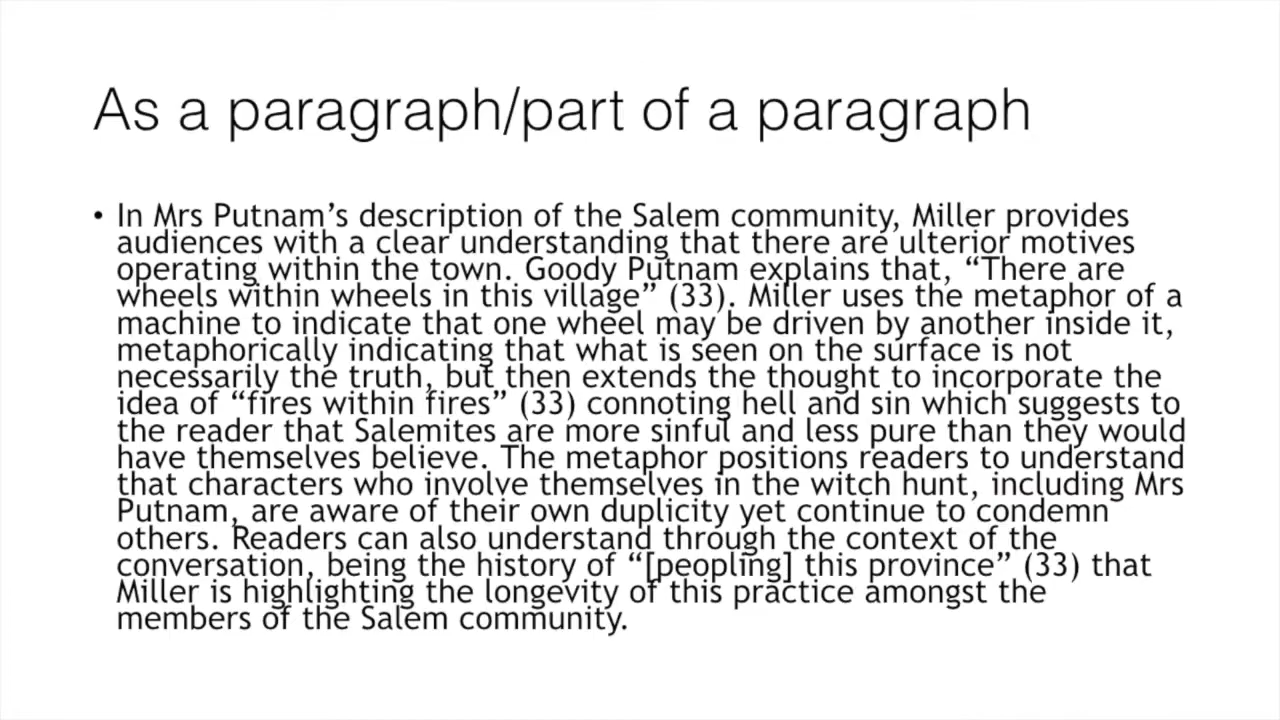 As a paragraph/part of a paragraph
• In Mrs Putnam’s description of the Salem community, Miller provides
audiences with a clear understanding that there are ulterior motives
operating within the town. Goody Putnam explains that, “There are
wheels within wheels in this village” (33). Miller uses the metaphor of a
machine to indicate that one wheel may be driven by another inside it,
metaphorically indicating that what is seen on the surface is not
necessarily the truth, but then extends the thought to incorporate the
idea of “fires within fires” (33) connoting hell and sin which suggests to
the reader that Salemites are more sinful and less pure than they would
have themselves believe. The metaphor positions readers to understand
that characters who involve themselves in the witch hunt, including Mrs
Putnam, are aware of their own duplicity yet continue to condemn
others. Readers can also understand through the context of the
conversation, being the history of “[peopling] this province” (33) that
Miller is highlighting the longevity of this practice amongst the
members of the Salem community.